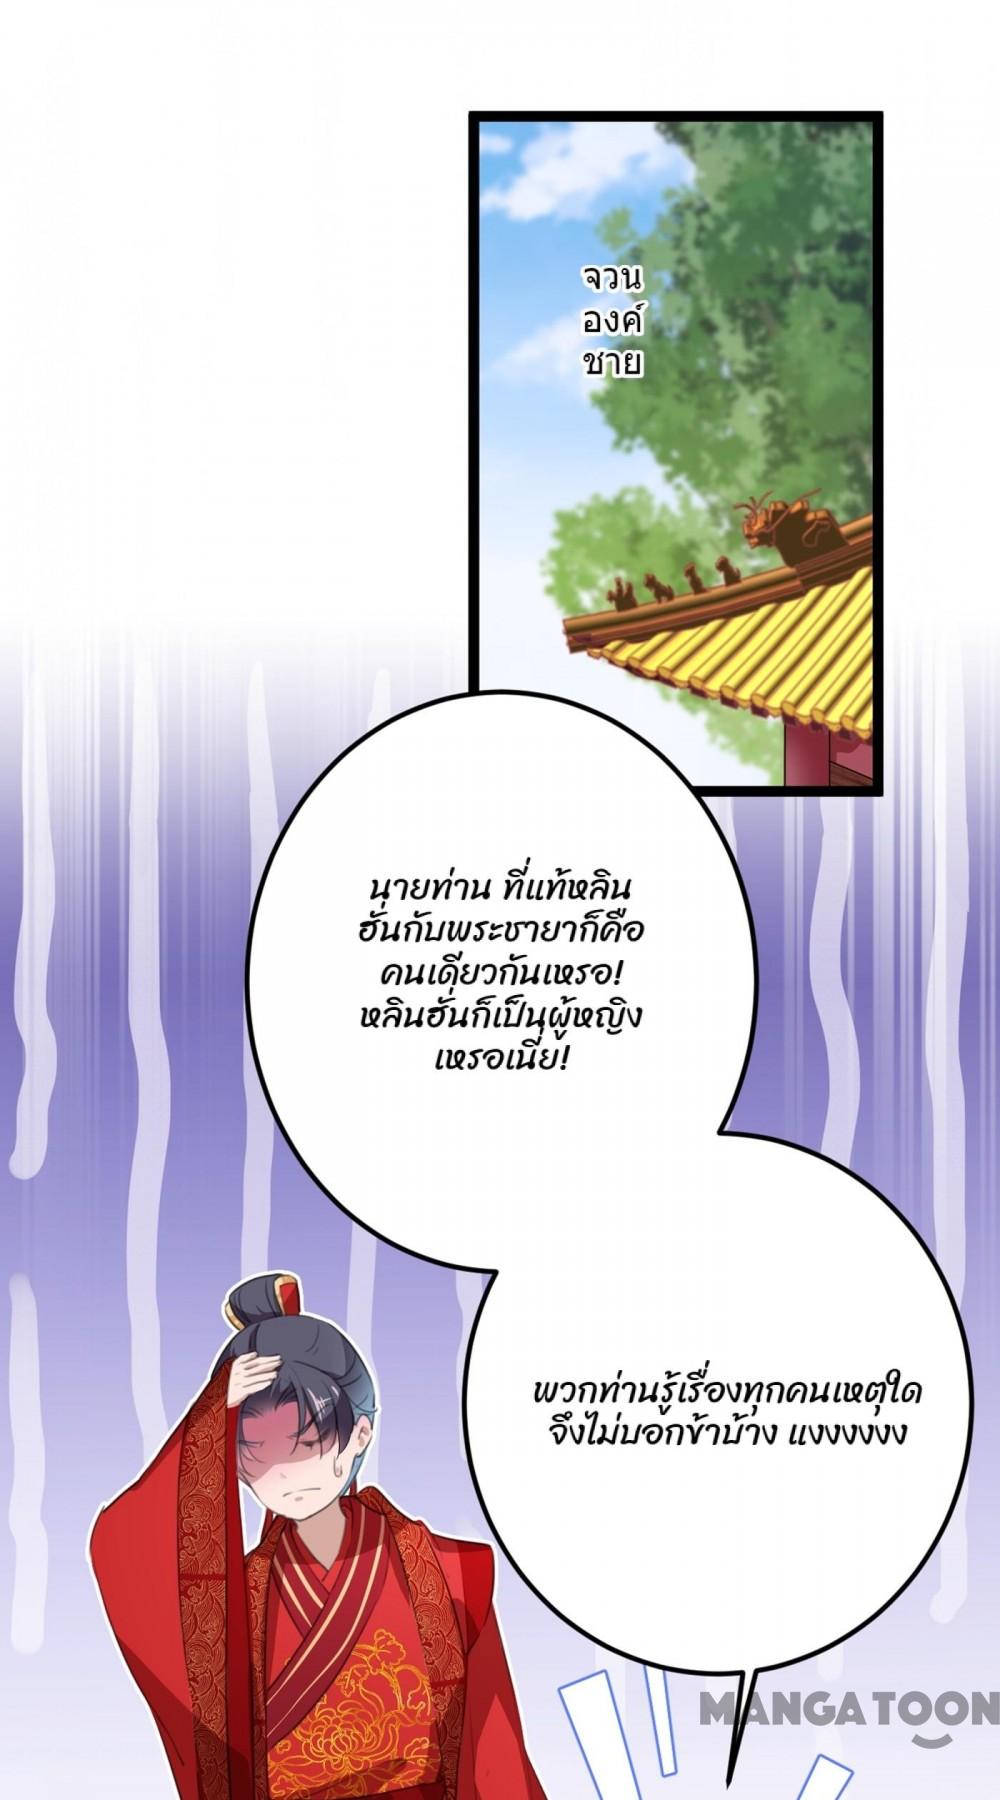 จวน
องค์
ชาย
นายท่าน ที่แท้หลิน
ฮั่นกับพระชายาก็คือ
คนเดียวกันเหรอ!
หลินฮั่นก็เป็นผู้หญิง
เหรอเนี่ย!
พวกท่านรู้เรื่องทุกคนเหตุใด
จึงไม่บอกข้าบ้าง แงงงงงง
MANGATOON